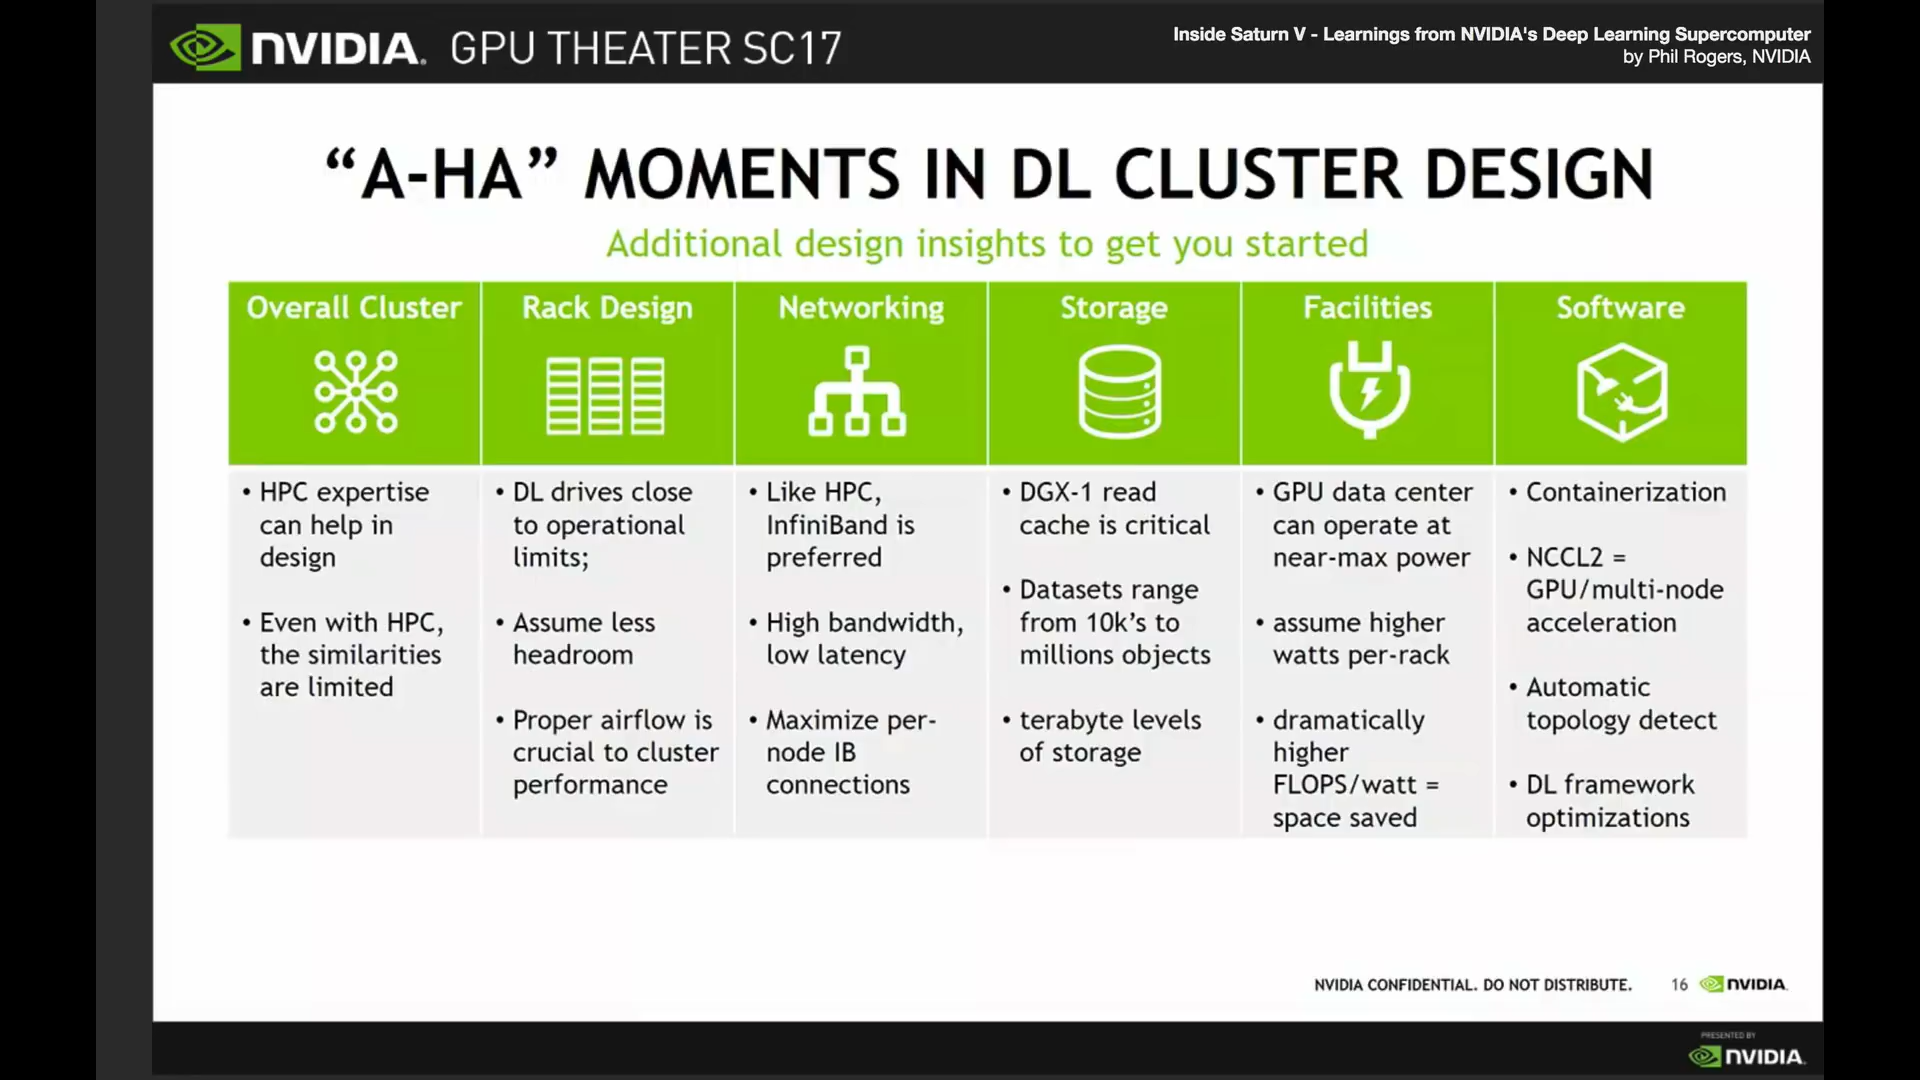 NVIDIA. GPU THEATER SC17
Inside Saturn V - Learnings from NVIDIA's Deep Learning Supercomputer
by Phil Rogers, NVIDIA
“A-HA” MOMENTS IN DL CLUSTER DESIGN
Additional design insights to get you started
Overall Cluster
• HPC expertise
can help in
design
• Even with HPC,
the similarities
are limited
Rack Design
• DL drives close
to operational
limits;
• Assume less
headroom
• Proper airflow is
crucial to cluster
performance
Networking
• Like HPC,
InfiniBand is
preferred
• High bandwidth,
low latency
• Maximize per-
node IB
connections
Storage
• DGX-1 read
cache is critical
• Datasets range
from 10k’s to
millions objects
• terabyte levels
of storage
Facilities
• GPU data center
can operate at
near-max power
• assume higher
watts per-rack
• dramatically
higher
FLOPS/watt =
space saved
Software
• Containerization
• NCCL2 =
GPU/multi-node
acceleration
• Automatic
topology detect
• DL framework
optimizations
NVIDIA CONFIDENTIAL. DO NOT DISTRIBUTE. 16 NVIDIA.
PRESENTED BY
NVIDIA.